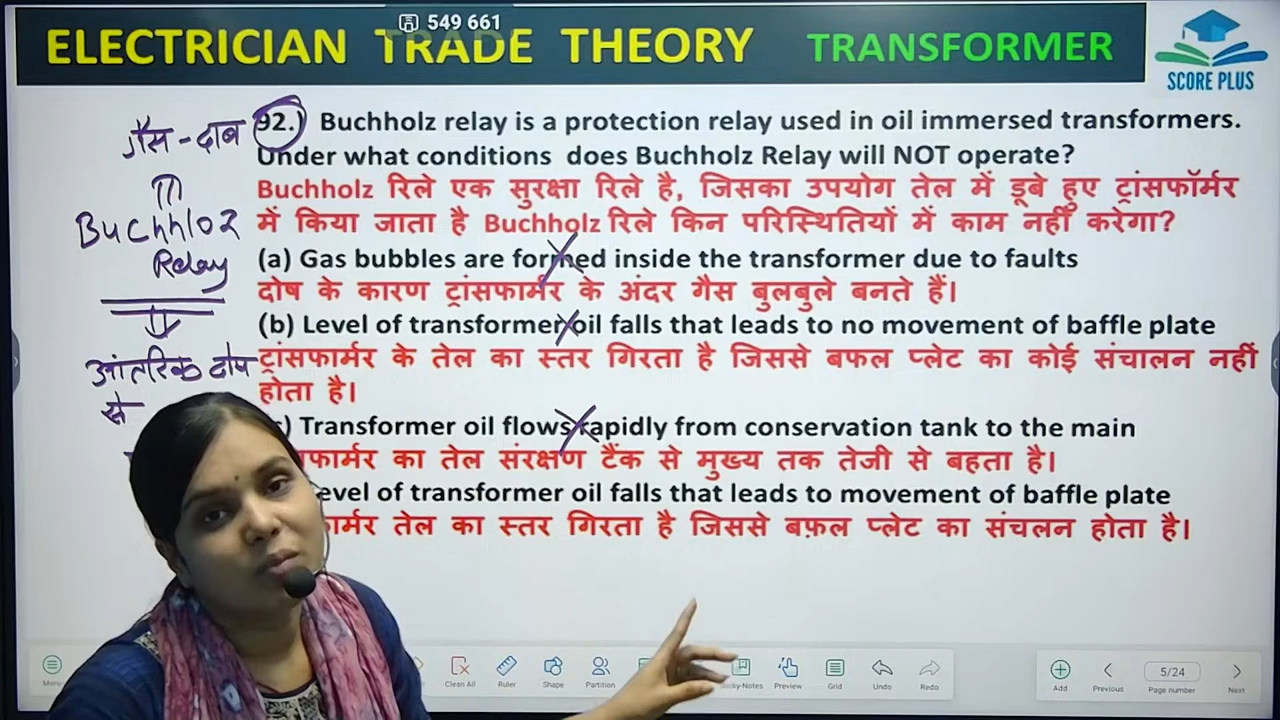 549 661
ELECTRICIAN TRADE THEORY TRANSFORMER
SCORE PLUS
गैस-दाब
Buchhloz
Relay
आंतरिक दोष
से
92.) Buchholz relay is a protection relay used in oil immersed transformers.
Under what conditions does Buchholz Relay will NOT operate?
Buchholz रिले एक सुरक्षा रिले है, जिसका उपयोग तेल में डूबे हुए ट्रांसफॉर्मर
में किया जाता है Buchholz रिले किन परिस्थितियों में काम नहीं करेगा?
(a) Gas bubbles are formed inside the transformer due to faults
दोष के कारण ट्रांसफार्मर के अंदर गैस बुलबुले बनते हैं।
(b) Level of transformer oil falls that leads to no movement of baffle plate
ट्रांसफार्मर के तेल का स्तर गिरता है जिससे बफल प्लेट का कोई संचालन नहीं
होता है।
Transformer oil flows rapidly from conservation tank to the main
का तेल संरक्षण टैंक से मुख्य तक तेजी से बहता है।
of transformer oil falls that leads to movement of baffle plate
तेल का स्तर गिरता है जिससे बफ़ल प्लेट का संचलन होता है।
Clean All Ruler Shape Partition Preview Grid Undo Redo Add Previous 5/24 Page number Next